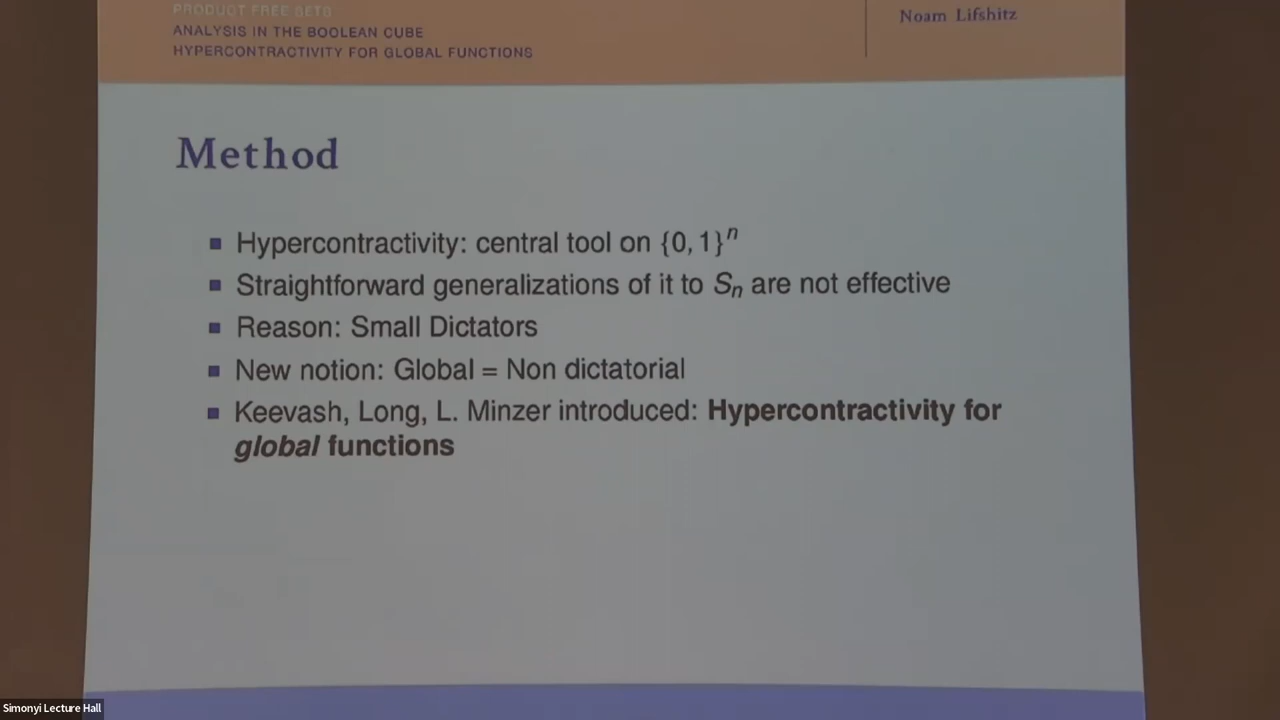 PRODUCT FREE SETS
ANALYSIS IN THE BOOLEAN CUBE
HYPERCONTRACTIVITY FOR GLOBAL FUNCTIONS
Noam Lifshitz
Method
Hypercontractivity: central tool on {0, 1}ⁿ
Straightforward generalizations of it to Sₙ are not effective
Reason: Small Dictators
New notion: Global = Non dictatorial
Keevash, Long, L. Minzer introduced: Hypercontractivity for
global functions
Simonyi Lecture Hall